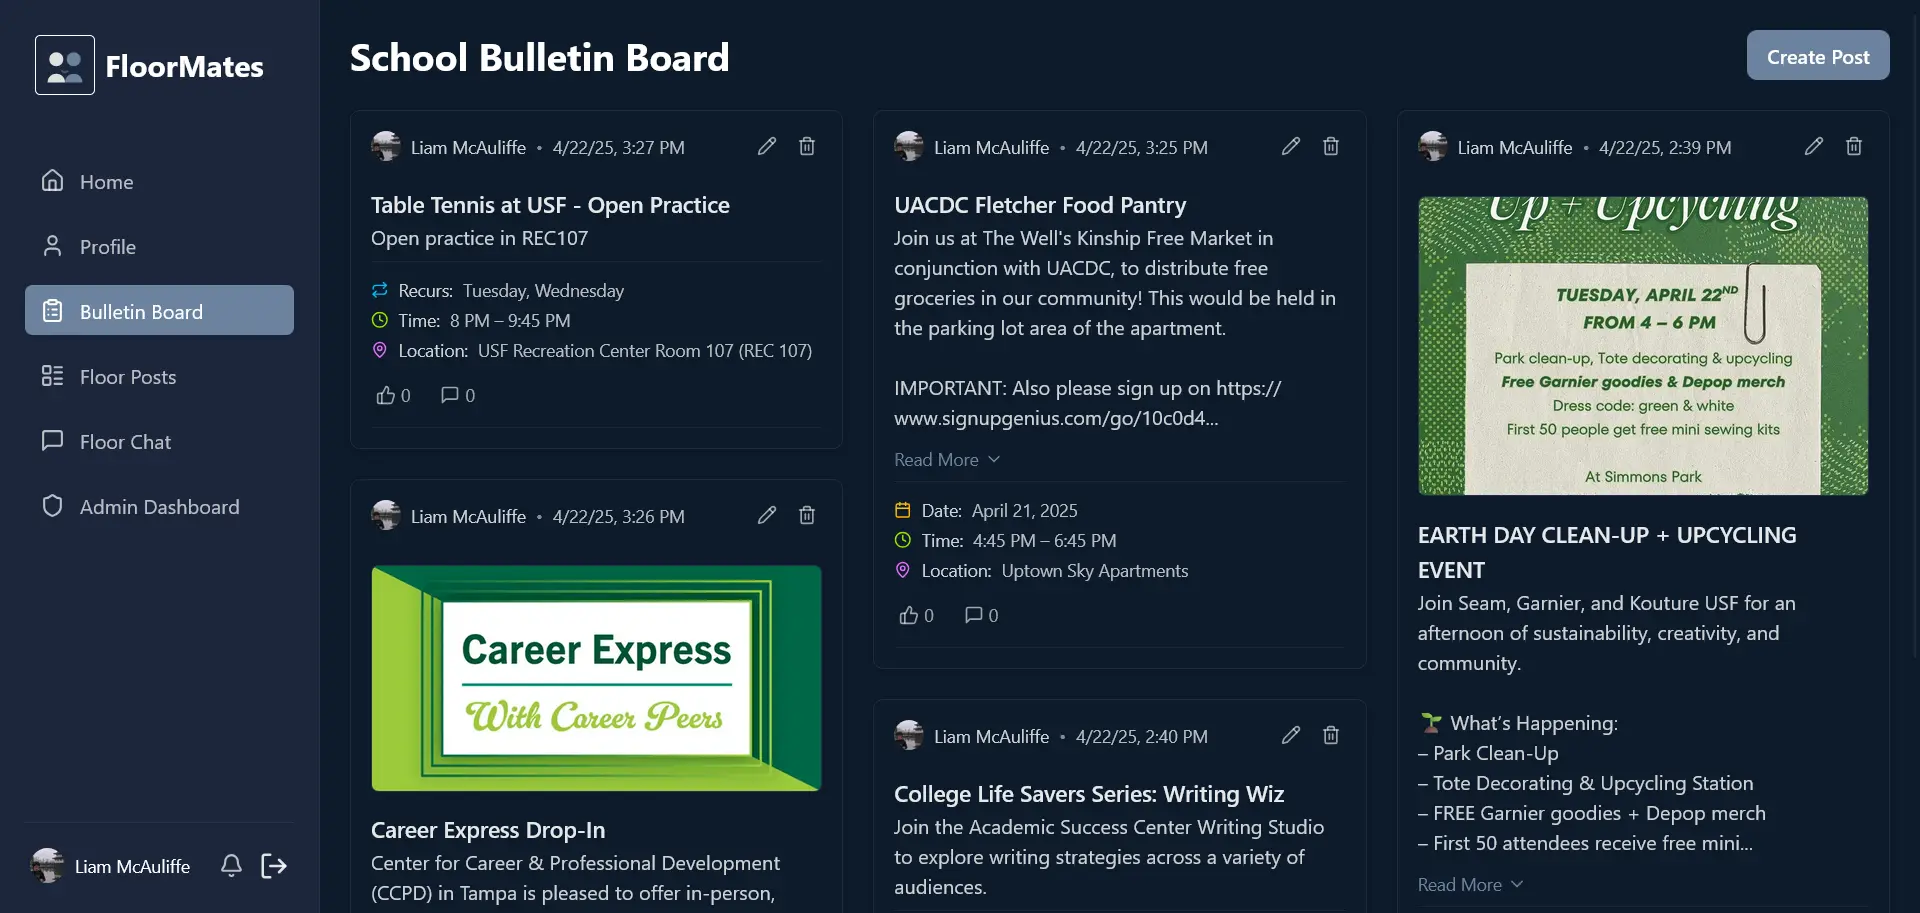 FloorMates
Home
Profile
Bulletin Board
Floor Posts
Floor Chat
Admin Dashboard
Liam McAuliffe
School Bulletin Board
Create Post
Liam McAuliffe • 4/22/25, 3:27 PM
Table Tennis at USF - Open Practice
Open practice in REC107
Recurs: Tuesday, Wednesday
Time: 8 PM – 9:45 PM
Location: USF Recreation Center Room 107 (REC 107)
0 0
Liam McAuliffe • 4/22/25, 3:26 PM
Career Express
With Career Peers
Career Express Drop-In
Center for Career & Professional Development
(CCPD) in Tampa is pleased to offer in-person,
Liam McAuliffe • 4/22/25, 3:25 PM
UACDC Fletcher Food Pantry
Join us at The Well's Kinship Free Market in
conjunction with UACDC, to distribute free
groceries in our community! This would be held in
the parking lot area of the apartment.
IMPORTANT: Also please sign up on https://
www.signupgenius.com/go/10c0d4...
Read More
Date: April 21, 2025
Time: 4:45 PM – 6:45 PM
Location: Uptown Sky Apartments
0 0
Liam McAuliffe • 4/22/25, 2:40 PM
College Life Savers Series: Writing Wiz
Join the Academic Success Center Writing Studio
to explore writing strategies across a variety of
audiences.
Liam McAuliffe • 4/22/25, 2:39 PM
Up + Upcycling
TUESDAY, APRIL 22ND
FROM 4 – 6 PM
Park clean-up, Tote decorating & upcycling
Free Garnier goodies & Depop merch
Dress code: green & white
First 50 people get free mini sewing kits
At Simmons Park
EARTH DAY CLEAN-UP + UPCYCLING
EVENT
Join Seam, Garnier, and Kouture USF for an
afternoon of sustainability, creativity, and
community.
🌱 What's Happening:
– Park Clean-Up
– Tote Decorating & Upcycling Station
– FREE Garnier goodies + Depop merch
– First 50 attendees receive free mini...
Read More